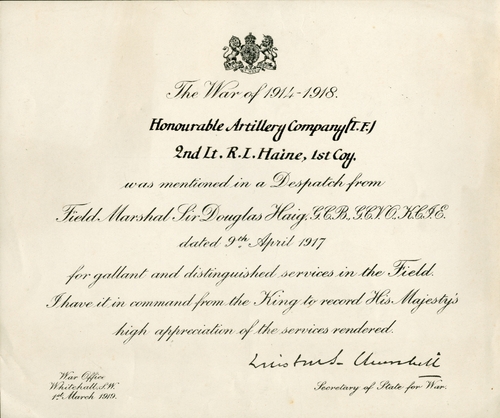 The War of 1914-1918.
Honourable Artillery Company (T.F.)
2nd Lt. R. L. Haine, 1st Coy.
was mentioned in a Despatch from
Field Marshal Sir Douglas Haig, G.C.B., G.C.V.O., K.C.I.E.
dated 9th April 1917
for gallant and distinguished services in the Field.
I have it in command from the King to record His Majesty's
high appreciation of the services rendered.
Winston S. Churchill
War Office
Whitehall, S.W.
1st March 1919.
Secretary of State for War.